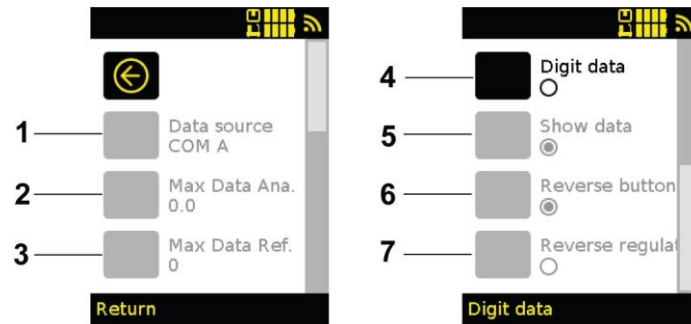 1
Data source
COM A
2
Max Data Ana.
0.0
3
Max Data Ref.
0
Return
4
Digit data
5
Show data
6
Reverse button
7
Reverse regulat
Digit data